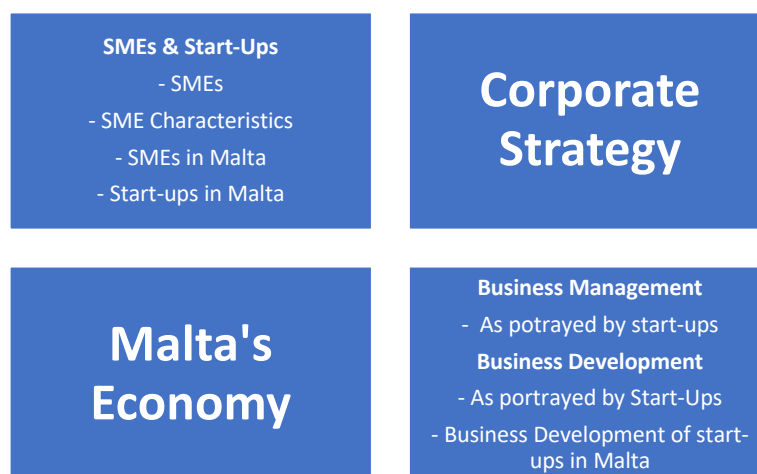 SMEs & Start-Ups
- SMEs
- SME Characteristics
- SMEs in Malta
- Start-ups in Malta
Corporate
Strategy
Malta's
Economy
Business Management
- As potrayed by start-ups
Business Development
- As portrayed by Start-Ups
- Business Development of start-
ups in Malta